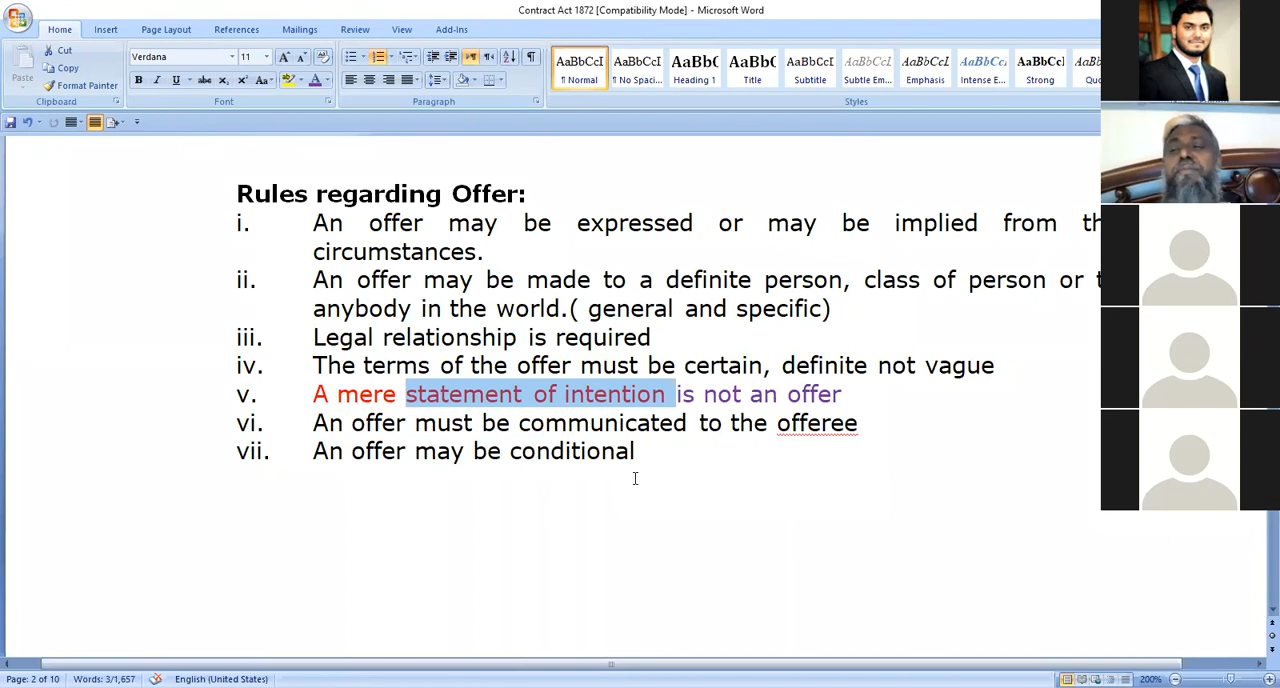 Contract Act 1872 [Compatibility Mode] - Microsoft Word
Home Insert Page Layout References Mailings Review View Add-Ins
Paste
Cut
Copy
Format Painter
Clipboard
Verdana 11
Font
Paragraph
AaBbCcI AaBbCcI AaBbC AaBb( AaBbCcI AaBbCcI AaBbCcI AaBbCcI AaBbCcI AaBb
¶ Normal ¶ No Spaci... Heading 1 Title Subtitle Subtle Em... Emphasis Intense E... Strong Quo
Styles
Rules regarding Offer:
i. An offer may be expressed or may be implied from th
circumstances.
ii. An offer may be made to a definite person, class of person or t
anybody in the world.( general and specific)
iii. Legal relationship is required
iv. The terms of the offer must be certain, definite not vague
v. A mere statement of intention is not an offer
vi. An offer must be communicated to the offeree
vii. An offer may be conditional
Page: 2 of 10 Words: 3/1,657 English (United States) 200%